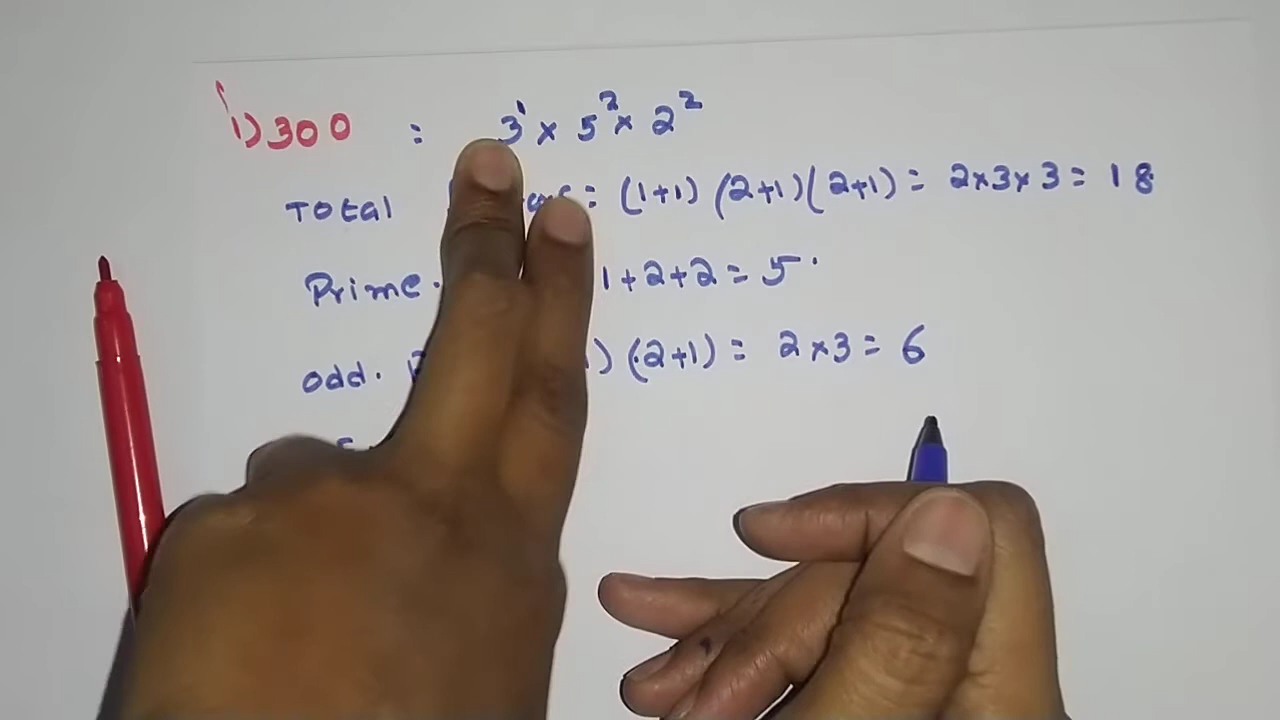 1) 300 : 3¹ × 5² × 2²
Total = (1+1) (2+1) (2+1) = 2×3×3 = 18
Prime. 1+2+2 = 5.
odd. ) (2+1) = 2×3 = 6